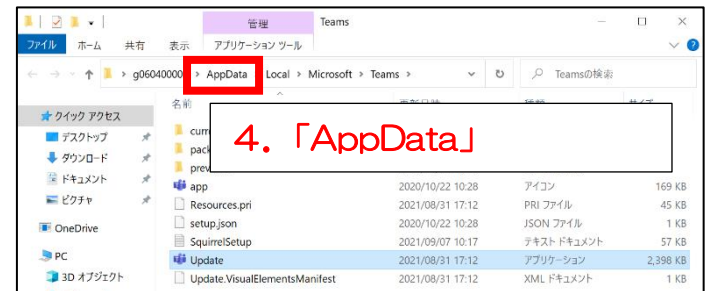 管理 Teams
ファイル ホーム 共有 表示 アプリケーション ツール
g06040000 > AppData Local > Microsoft > Teams > Teamsの検索
名前
クイック アクセス
デスクトップ
ダウンロード
ドキュメント
ピクチャ
OneDrive
PC
3D オブジェクト
4. 「AppData」
app 2020/10/22 10:28 アイコン 169 KB
Resources.pri 2021/08/31 17:12 PRI ファイル 45 KB
setup.json 2020/10/22 10:28 JSON ファイル 1 KB
SquirrelSetup 2021/09/07 10:17 テキスト ドキュメント 57 KB
Update 2021/08/31 17:12 アプリケーション 2,398 KB
Update.VisualElementsManifest 2021/08/31 17:12 XML ドキュメント 1 KB